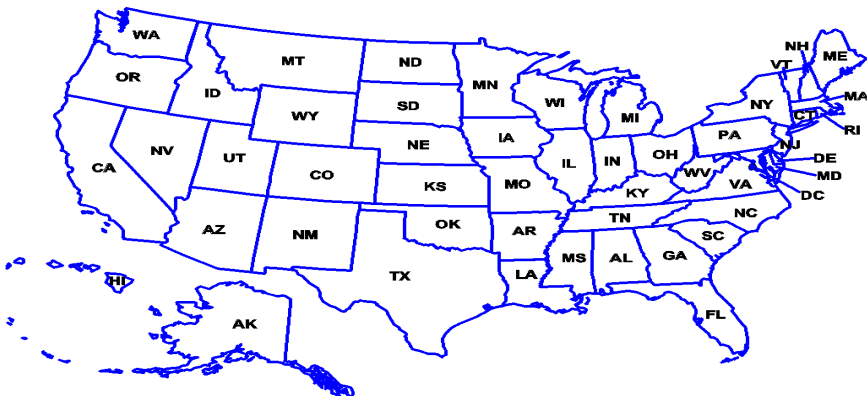 WA
MT
ND
MN
OR
ID
SD
WI
MI
NH
VT
ME
WY
NY
MA
CT
RI
IA
NE
PA
NJ
NV
UT
CO
IL
IN
OH
DE
MD
DC
CA
KS
MO
KY
WV
VA
AZ
NM
OK
AR
TN
NC
SC
TX
LA
MS
AL
GA
HI
AK
FL